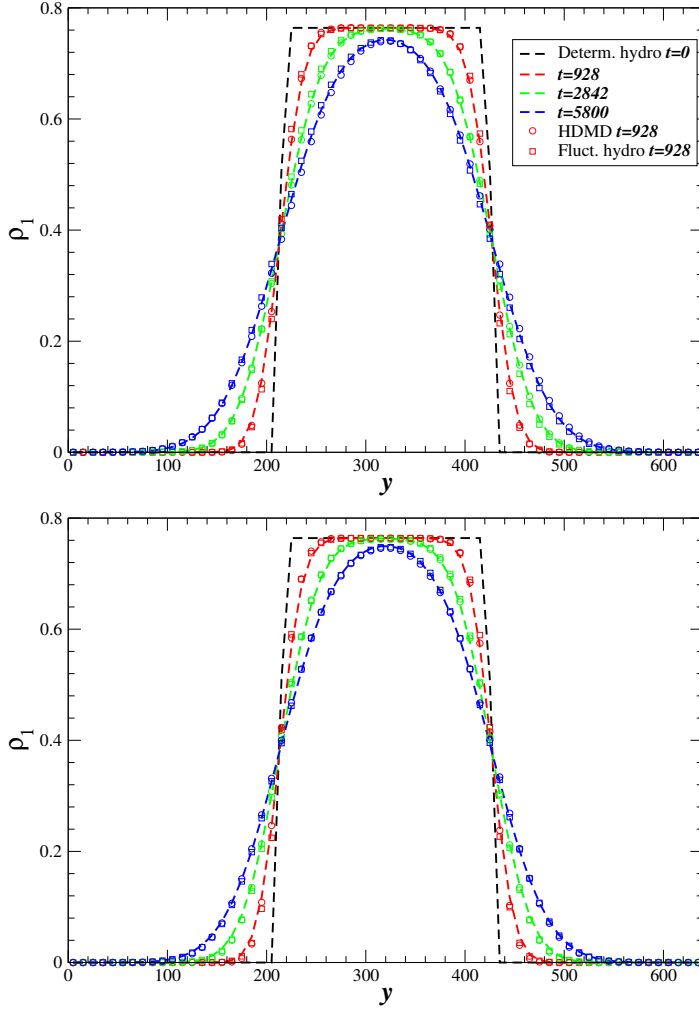 0.8
0.6
0.4
0.2
0
ρ₁
Determ. hydro t=0
t=928
t=2842
t=5800
HDMD t=928
Fluct. hydro t=928
0 100 200 300 400 500 600
y
0.8
0.6
0.4
0.2
0
ρ₁
0 100 200 300 400 500 600
y